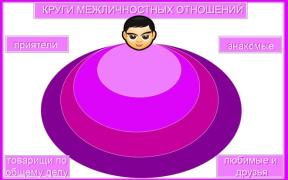 КРУГИ МЕЖЛИЧНОСТНЫХ ОТНОШЕНИЙ
приятели
знакомые
товарищи по
общему делу
любимые и
друзья